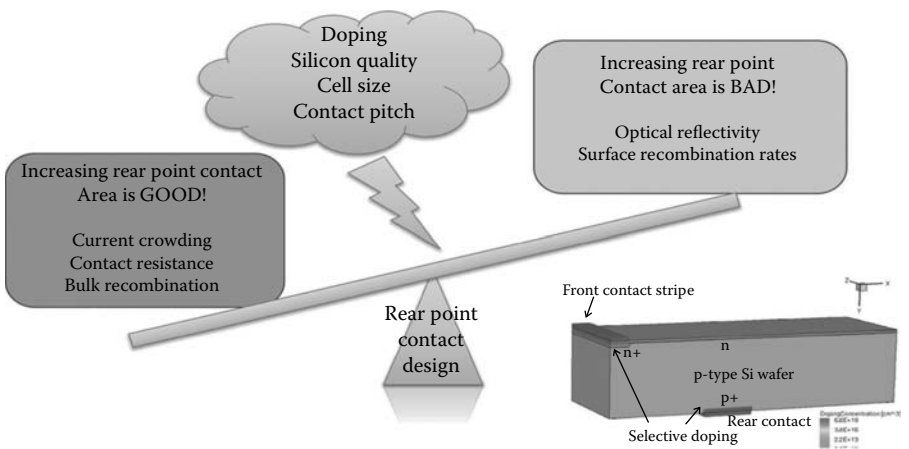 Doping
Silicon quality
Cell size
Contact pitch
Increasing rear point
Contact area is BAD!
Optical reflectivity
Surface recombination rates
Increasing rear point contact
Area is GOOD!
Current crowding
Contact resistance
Bulk recombination
Rear point
contact
design
Front contact stripe
n+
n
p-type Si wafer
p+
Rear contact
Selective doping
Z
X
Y